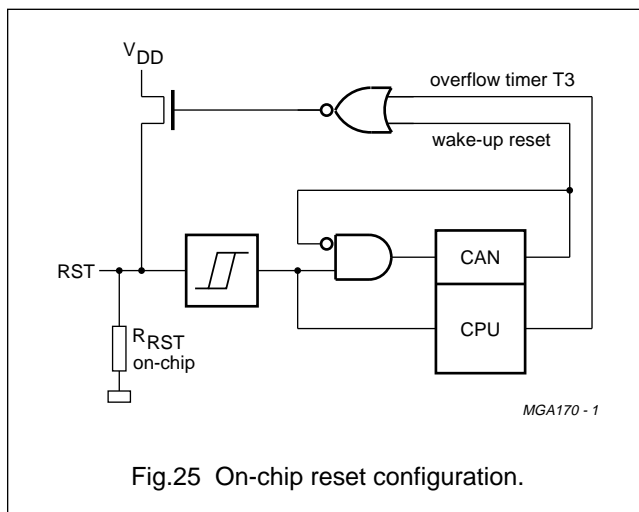 VDD
overflow timer T3
wake-up reset
RST
CAN
CPU
RRST
on-chip
MGA170 - 1
Fig.25 On-chip reset configuration.